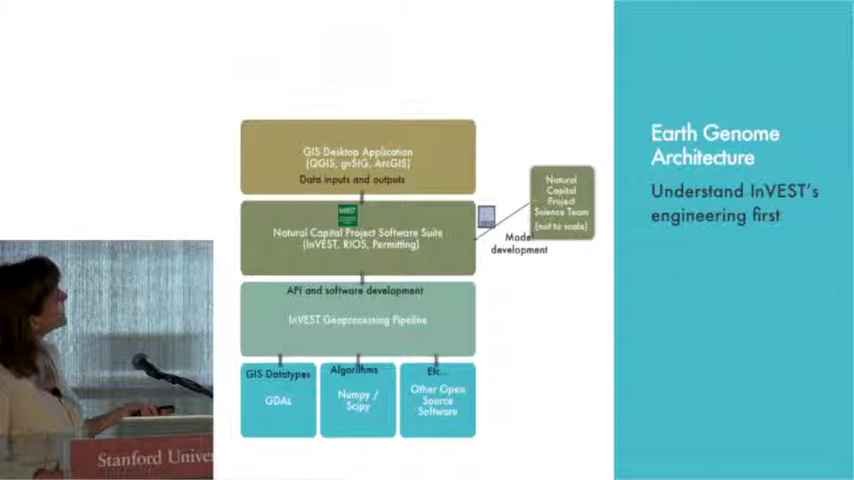 GIS Desktop Application
(QGIS, gvSIG, ArcGIS)
Data inputs and outputs
InVEST
Natural Capital Project Software Suite
(InVEST, RIOS, Permitting)
Natural
Capital
Project
Science Team
(not to scale)
Model
development
API and software development
InVEST Geoprocessing Pipeline
GIS Datatypes
GDAL
Algorithms
Numpy /
Scipy
Etc...
Other Open
Source
Software
Earth Genome
Architecture
Understand InVEST's
engineering first
Stanford Univer